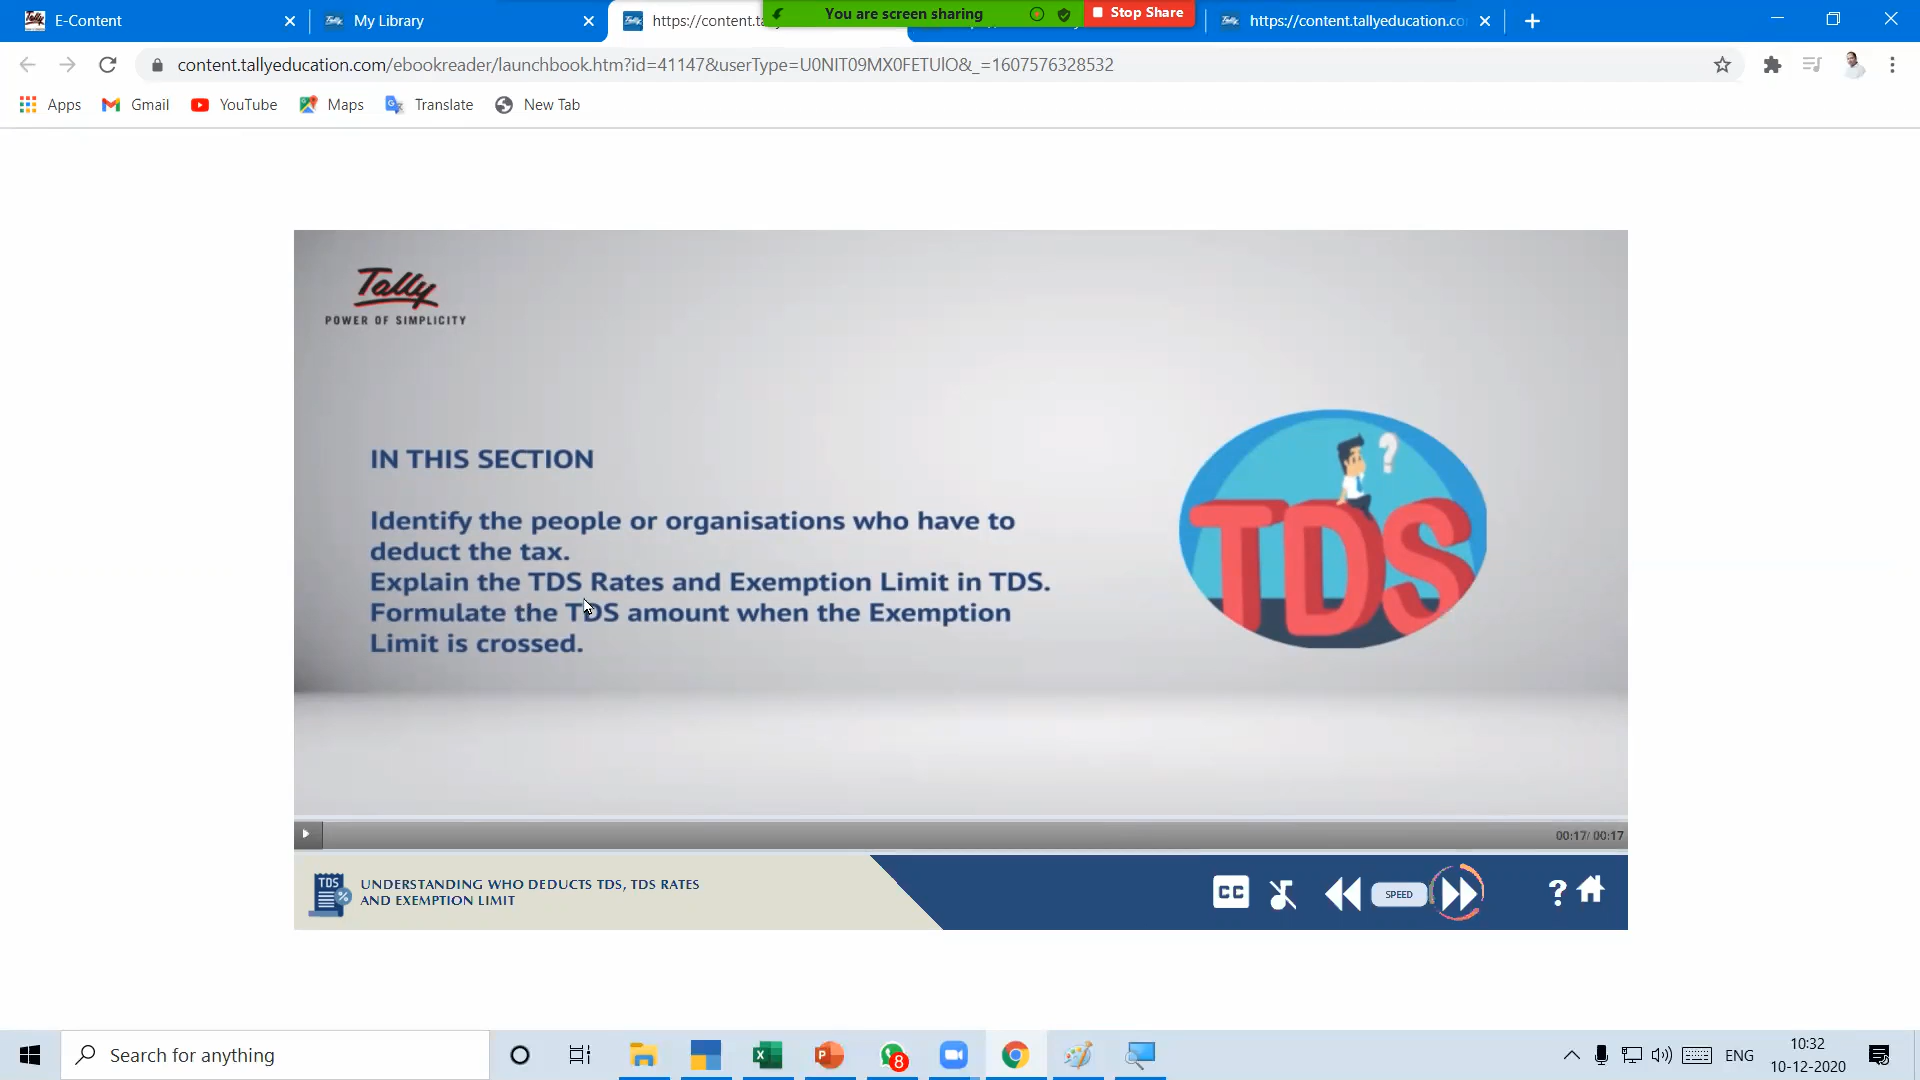 E-Content
My Library
https://content.ta
You are screen sharing
Stop Share
https://content.tallyeducation.co
content.tallyeducation.com/ebookreader/launchbook.htm?id=41147&userType=U0NIT09MX0FETUlO&_=1607576328532
Apps
Gmail
YouTube
Maps
Translate
New Tab
Tally
POWER OF SIMPLICITY
IN THIS SECTION
Identify the people or organisations who have to
deduct the tax.
Explain the TDS Rates and Exemption Limit in TDS.
Formulate the TDS amount when the Exemption
Limit is crossed.
?
TDS
00:17/ 00:17
TDS
UNDERSTANDING WHO DEDUCTS TDS, TDS RATES
AND EXEMPTION LIMIT
CC
SPEED
?
Search for anything
8
ENG
10:32
10-12-2020